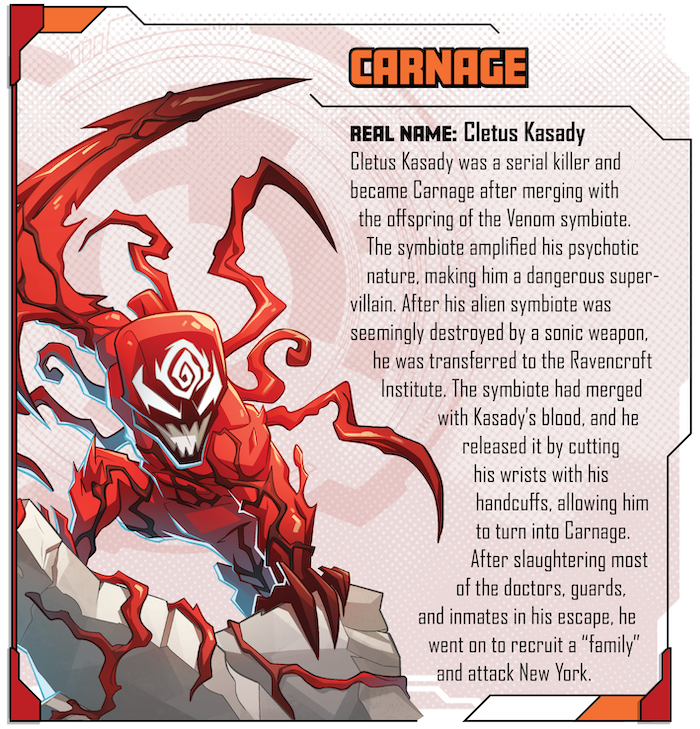 CARNAGE
REAL NAME: Cletus Kasady
Cletus Kasady was a serial killer and
became Carnage after merging with
the offspring of the Venom symbiote.
The symbiote amplified his psychotic
nature, making him a dangerous super-
villain. After his alien symbiote was
seemingly destroyed by a sonic weapon,
he was transferred to the Ravencroft
Institute. The symbiote had merged
with Kasady's blood, and he
released it by cutting
his wrists with his
handcuffs, allowing him
to turn into Carnage.
After slaughtering most
of the doctors, guards,
and inmates in his escape, he
went on to recruit a “family”
and attack New York.